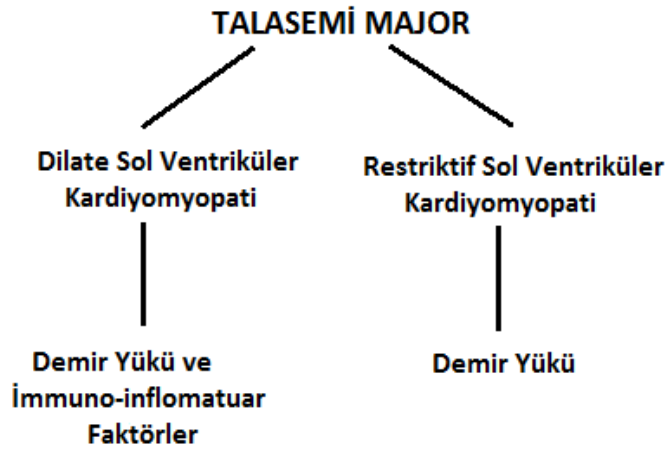 TALASEMİ MAJOR
Dilate Sol Ventriküler
Kardiyomyopati
Restriktif Sol Ventriküler
Kardiyomyopati
Demir Yükü ve
İmmuno-inflomatuar
Faktörler
Demir Yükü